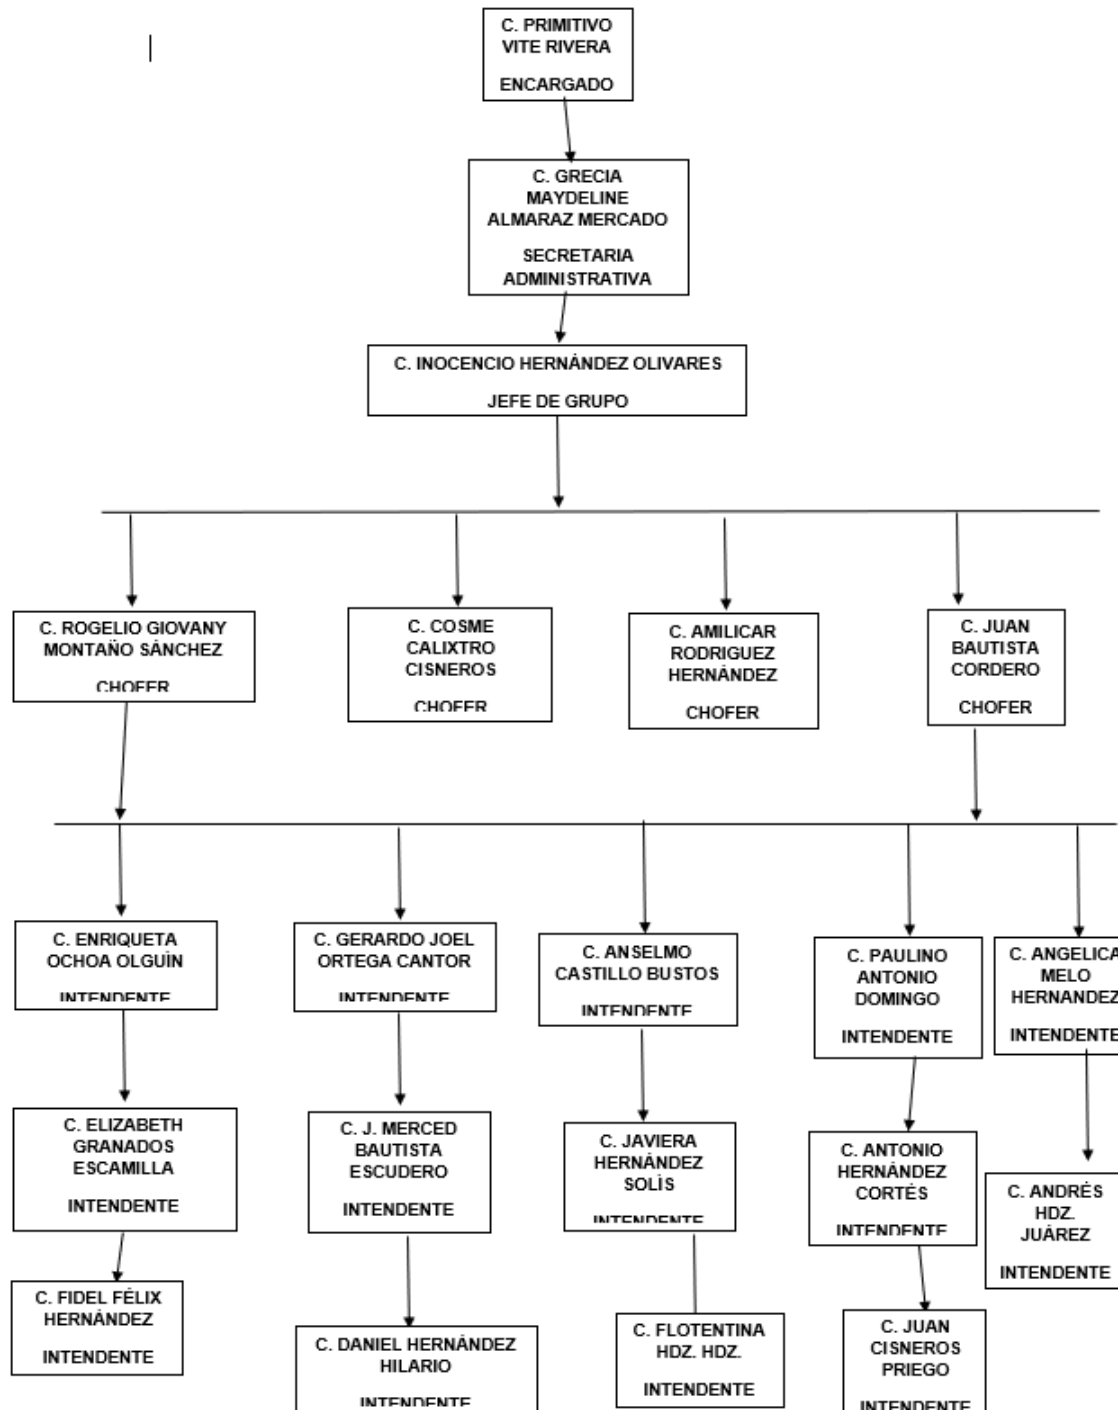 C. PRIMITIVO
VITE RIVERA
ENCARGADO
C. GRECIA
MAYDELINE
ALMARAZ MERCADO
SECRETARIA
ADMINISTRATIVA
C. INOCENCIO HERNÁNDEZ OLIVARES
JEFE DE GRUPO
C. ROGELIO GIOVANY
MONTAÑO SÁNCHEZ
CHOFER
C. COSME
CALIXTRO
CISNEROS
CHOFER
C. AMILICAR
RODRIGUEZ
HERNÁNDEZ
CHOFER
C. JUAN
BAUTISTA
CORDERO
CHOFER
C. ENRIQUETA
OCHOA OLGUÌN
INTENDENTE
C. GERARDO JOEL
ORTEGA CANTOR
INTENDENTE
C. ANSELMO
CASTILLO BUSTOS
INTENDENTE
C. PAULINO
ANTONIO
DOMINGO
INTENDENTE
C. ANGELICA
MELO
HERNANDEZ
INTENDENTE
C. ELIZABETH
GRANADOS
ESCAMILLA
INTENDENTE
C. J. MERCED
BAUTISTA
ESCUDERO
INTENDENTE
C. JAVIERA
HERNÁNDEZ
SOLÌS
INTENDENTE
C. ANTONIO
HERNÁNDEZ
CORTÉS
INTENDENTE
C. ANDRÉS
HDZ.
JUÁREZ
INTENDENTE
C. FIDEL FÉLIX
HERNÁNDEZ
INTENDENTE
C. DANIEL HERNÁNDEZ
HILARIO
INTENDENTE
C. FLOTENTINA
HDZ. HDZ.
INTENDENTE
C. JUAN
CISNEROS
PRIEGO
INTENDENTE